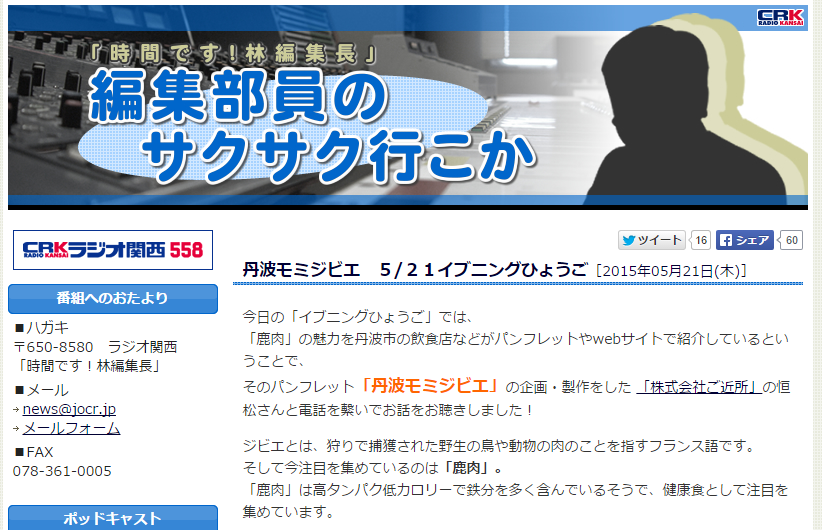 CRK
RADIO KANSAI
「時間です!林編集長」
編集部員の
サクサク行こか
CRKラジオ関西 558
RADIO KANSAI
番組へのおたより
■ハガキ
〒650-8580 ラジオ関西
「時間です!林編集長」
■メール
news@jocr.jp
メールフォーム
■FAX
078-361-0005
ポッドキャスト
ツイート 16 シェア 60
丹波モミジビエ 5/21イブニングひょうご [2015年05月21日(木)]
今日の「イブニングひょうご」では、
「鹿肉」の魅力を丹波市の飲食店などがパンフレットやwebサイトで紹介しているとい
うことで、
そのパンフレット「丹波モミジビエ」の企画・製作をした 「株式会社ご近所」の恒
松さんと電話を繋いでお話をお聴きしました!
ジビエとは、狩りで捕獲された野生の鳥や動物の肉のことを指すフランス語です。
そして今注目を集めているのは「鹿肉」。
「鹿肉」は高タンパク低カロリーで鉄分を多く含んでいるそうで、健康食として注目を
集めています。